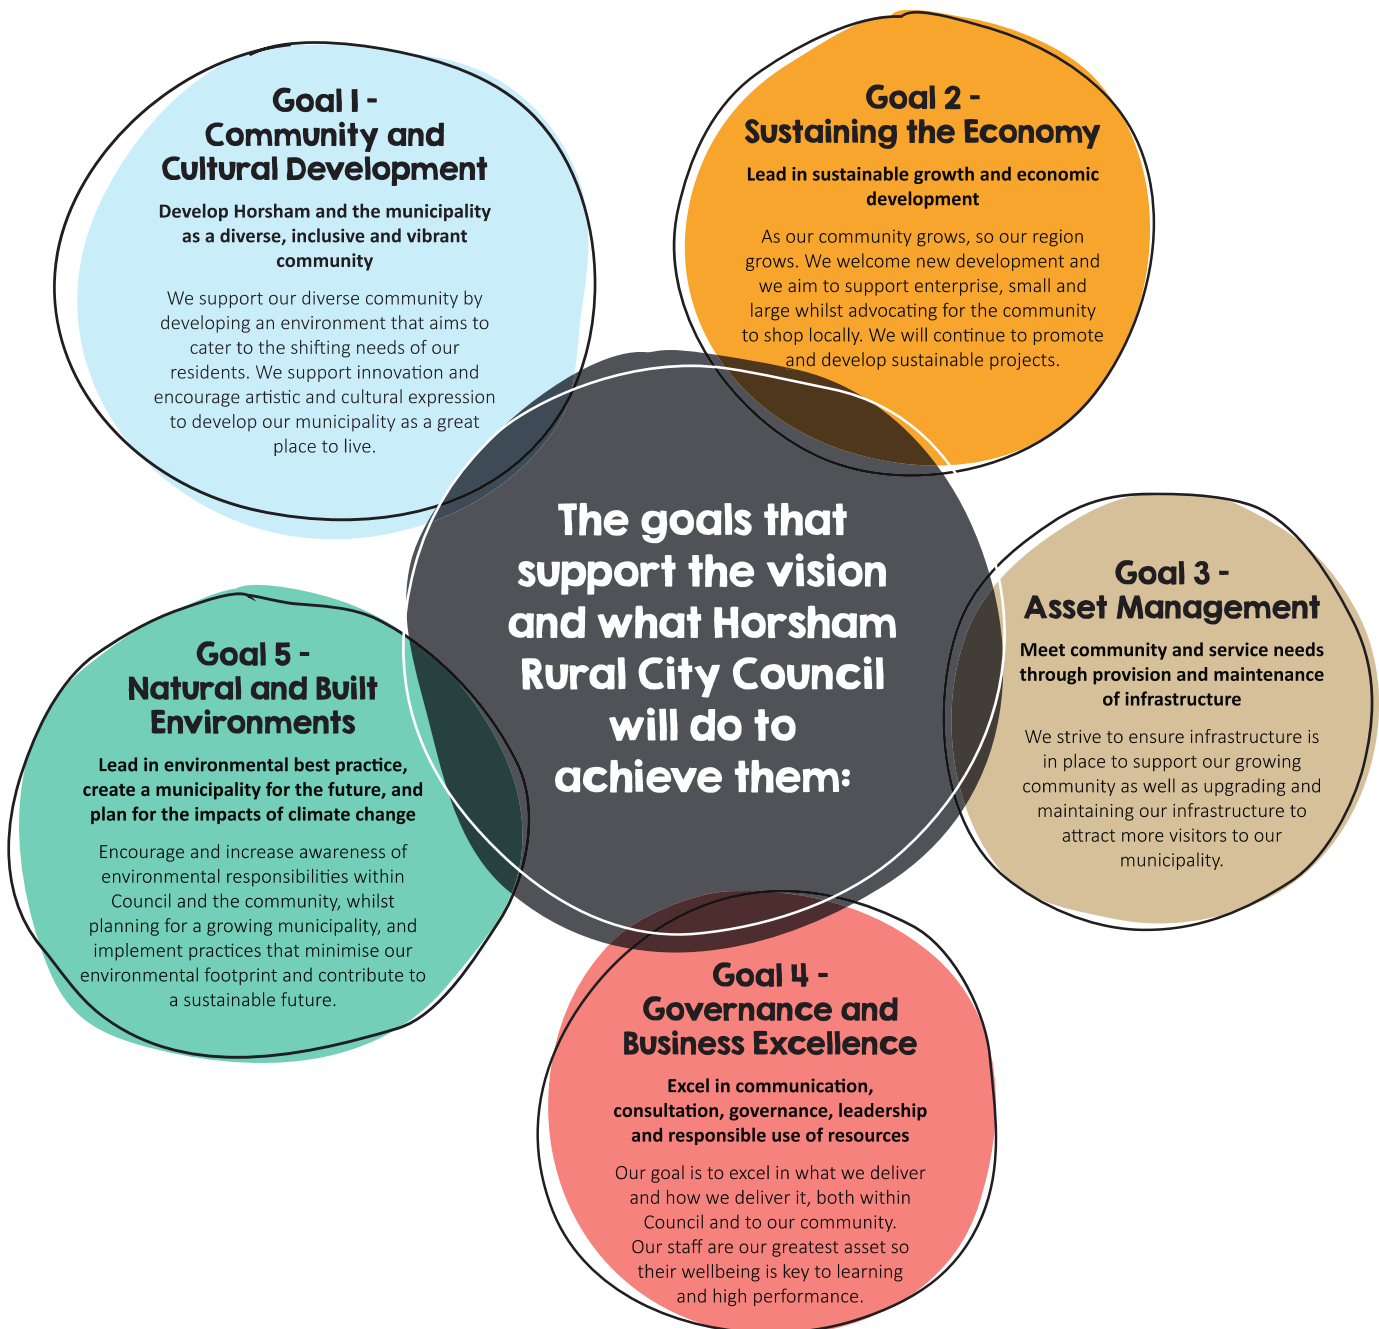 Goal 1 -
Community and
Cultural Development
Develop Horsham and the municipality
as a diverse, inclusive and vibrant
community
We support our diverse community by
developing an environment that aims to
cater to the shifting needs of our
residents. We support innovation and
encourage artistic and cultural expression
to develop our municipality as a great
place to live.
Goal 2 -
Sustaining the Economy
Lead in sustainable growth and economic
development
As our community grows, so our region
grows. We welcome new development and
we aim to support enterprise, small and
large whilst advocating for the community
to shop locally. We will continue to promote
and develop sustainable projects.
The goals that
support the vision
and what Horsham
Rural City Council
will do to
achieve them:
Goal 3 -
Asset Management
Meet community and service needs
through provision and maintenance
of infrastructure
We strive to ensure infrastructure is
in place to support our growing
community as well as upgrading and
maintaining our infrastructure to
attract more visitors to our
municipality.
Goal 5 -
Natural and Built
Environments
Lead in environmental best practice,
create a municipality for the future, and
plan for the impacts of climate change
Encourage and increase awareness of
environmental responsibilities within
Council and the community, whilst
planning for a growing municipality, and
implement practices that minimise our
environmental footprint and contribute to
a sustainable future.
Goal 4 -
Governance and
Business Excellence
Excel in communication,
consultation, governance, leadership
and responsible use of resources
Our goal is to excel in what we deliver
and how we deliver it, both within
Council and to our community.
Our staff are our greatest asset so
their wellbeing is key to learning
and high performance.